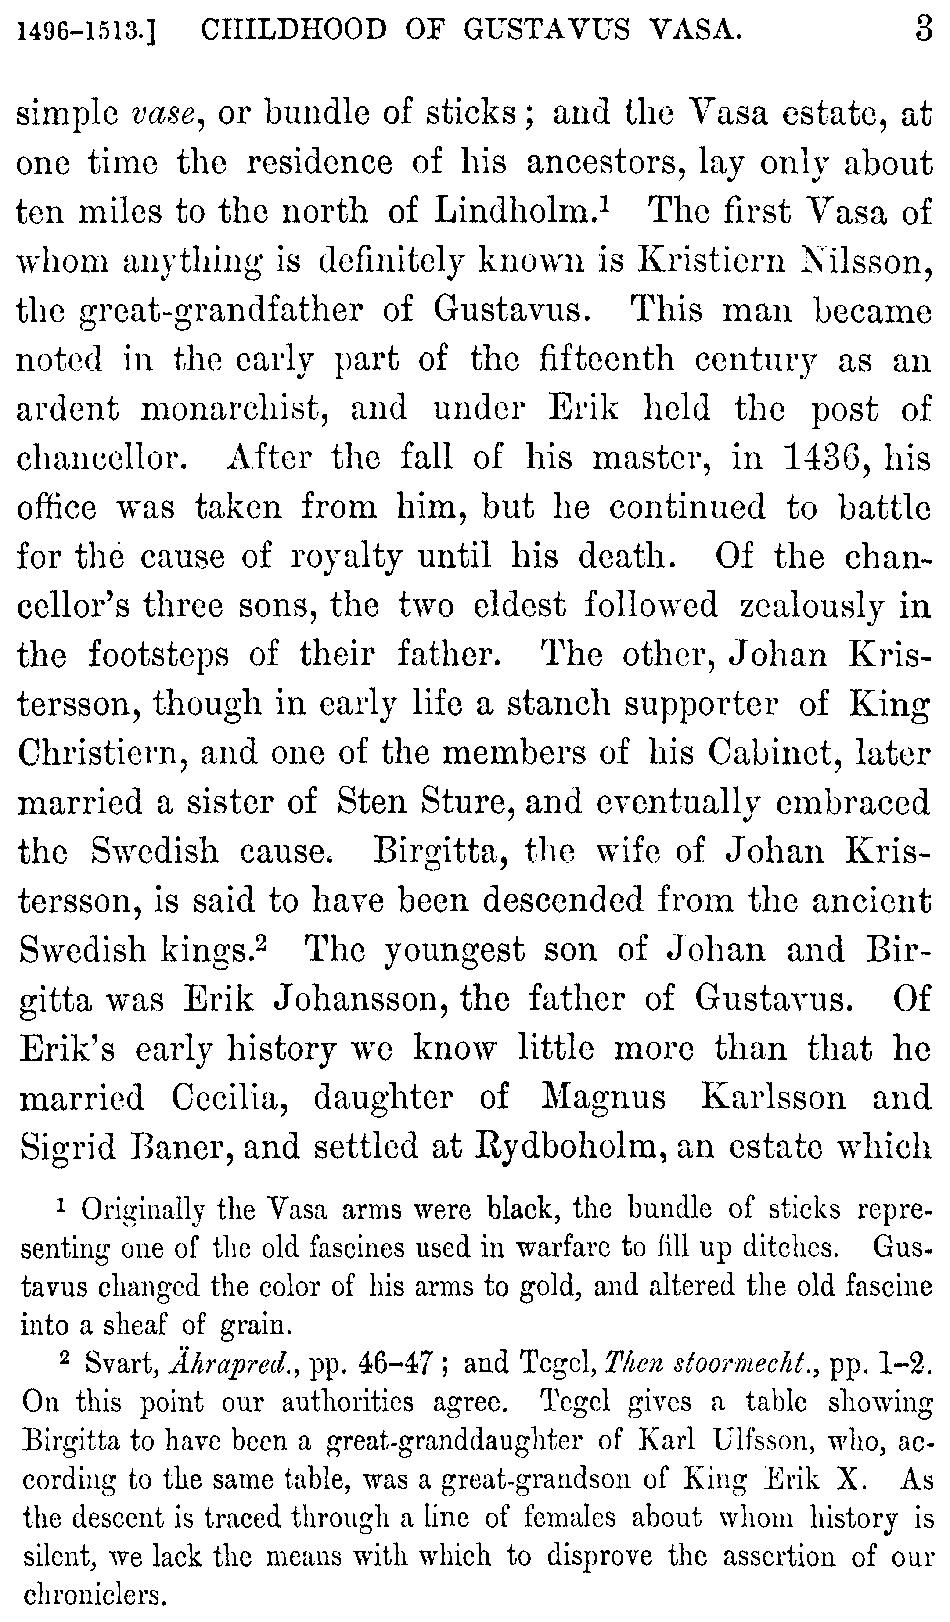 1496–1513.] CHILDHOOD OF GUSTAVUS VASA. 3
simple vase, or bundle of sticks; and the Vasa estate, at
one time the residence of his ancestors, lay only about
ten miles to the north of Lindholm.¹ The first Vasa of
whom anything is definitely known is Kristiern Nilsson,
the great-grandfather of Gustavus. This man became
noted in the early part of the fifteenth century as an
ardent monarchist, and under Erik held the post of
chancellor. After the fall of his master, in 1436, his
office was taken from him, but he continued to battle
for the cause of royalty until his death. Of the chan-
cellor's three sons, the two eldest followed zealously in
the footsteps of their father. The other, Johan Kris-
tersson, though in early life a stanch supporter of King
Christiern, and one of the members of his Cabinet, later
married a sister of Sten Sture, and eventually embraced
the Swedish cause. Birgitta, the wife of Johan Kris-
tersson, is said to have been descended from the ancient
Swedish kings.² The youngest son of Johan and Bir-
gitta was Erik Johansson, the father of Gustavus. Of
Erik's early history we know little more than that he
married Cecilia, daughter of Magnus Karlsson and
Sigrid Baner, and settled at Rydboholm, an estate which
¹ Originally the Vasa arms were black, the bundle of sticks repre-
senting one of the old fascines used in warfare to fill up ditches. Gus-
tavus changed the color of his arms to gold, and altered the old fascine
into a sheaf of grain.
² Svart, Ährapred., pp. 46–47; and Tegel, Then stoormecht., pp. 1–2.
On this point our authorities agree. Tegel gives a table showing
Birgitta to have been a great-granddaughter of Karl Ulfsson, who, ac-
cording to the same table, was a great-grandson of King Erik X. As
the descent is traced through a line of females about whom history is
silent, we lack the means with which to disprove the assertion of our
chroniclers.